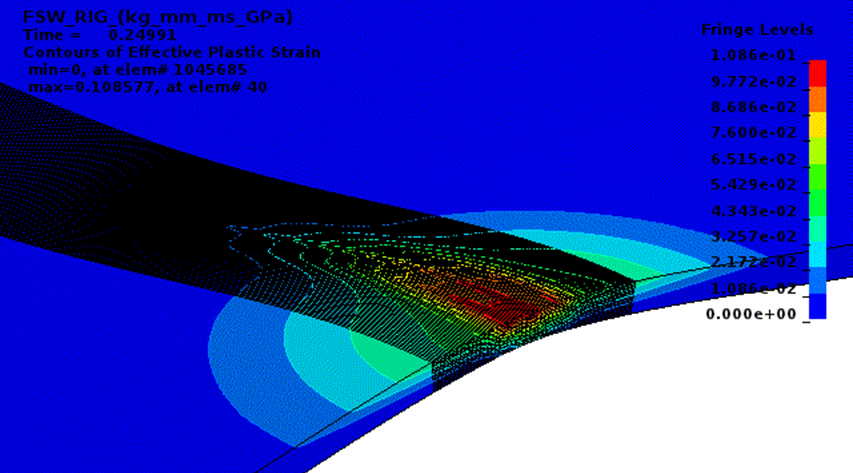 FSW_RIG_(kg_mm_ms_GPa)
Time = 0.24991
Contours of Effective Plastic Strain
min=0, at elem# 1045685
max=0.108577, at elem# 40
Fringe Levels
1.086e-01
9.772e-02
8.686e-02
7.600e-02
6.515e-02
5.429e-02
4.343e-02
3.257e-02
2.172e-02
1.086e-02
0.000e+00